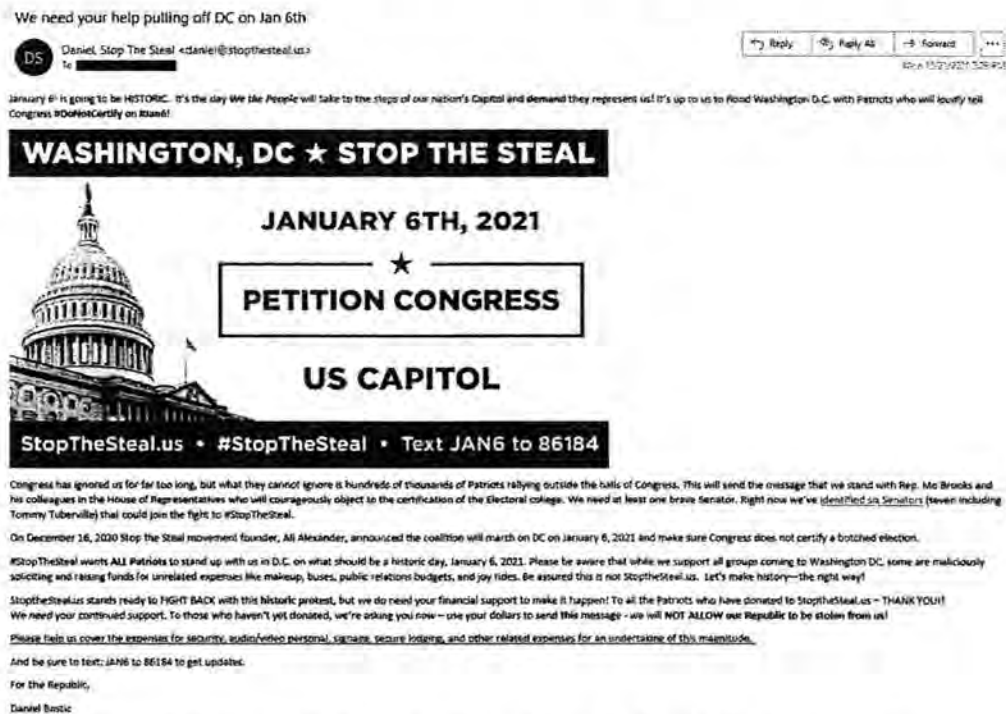 We need your help pulling off DC on Jan 6th
DS
Daniel, Stop The Steal <daniel@stopthesteal.us>
To
Reply
Reply All
Forward
January 6 is going to be HISTORIC. It's the day We the People will take to the steps of our nation's Capitol and demand they represent us! It's up to us to flood Washington D.C. with Patriots who will loudly tell
Congress #DoNotCertify on #Jan6!
WASHINGTON, DC ★ STOP THE STEAL
JANUARY 6TH, 2021
★
PETITION CONGRESS
US CAPITOL
StopTheSteal.us • #StopTheSteal • Text JAN6 to 86184
Congress has ignored us for far too long, but what they cannot ignore is hundreds of thousands of Patriots rallying outside the halls of Congress. This will send the message that we stand with Rep. Mo Brooks and
his colleagues in the House of Representatives who will courageously object to the certification of the Electoral college. We need at least one brave Senator. Right now we've identified six Senators (seven including
Tommy Tuberville) that could join the fight to #StopTheSteal.
On December 16, 2020 Stop the Steal movement founder, Ali Alexander, announced the coalition will march on DC on January 6, 2021 and make sure Congress does not certify a botched election.
#StopTheSteal wants ALL Patriots to stand up with us in D.C. on what should be a historic day, January 6, 2021. Please be aware that while we support all groups coming to Washington DC, some are maliciously
soliciting and raising funds for unrelated expenses like makeup, buses, public relations budgets, and joy rides. Be assured this is not StoptheSteal.us. Let's make history—the right way!
StoptheSteal.us stands ready to FIGHT BACK with this historic protest, but we do need your financial support to make it happen! To all the Patriots who have donated to StoptheSteal.us – THANK YOU!!
We need your continued support. To those who haven't yet donated, we're asking you now – use your dollars to send this message - we will NOT ALLOW our Republic to be stolen from us!
Please help us cover the expenses for security, audio/video personal, signage, secure lodging, and other related expenses for an undertaking of this magnitude.
And be sure to text: JAN6 to 86184 to get updates.
For the Republic,
Daniel Bostic